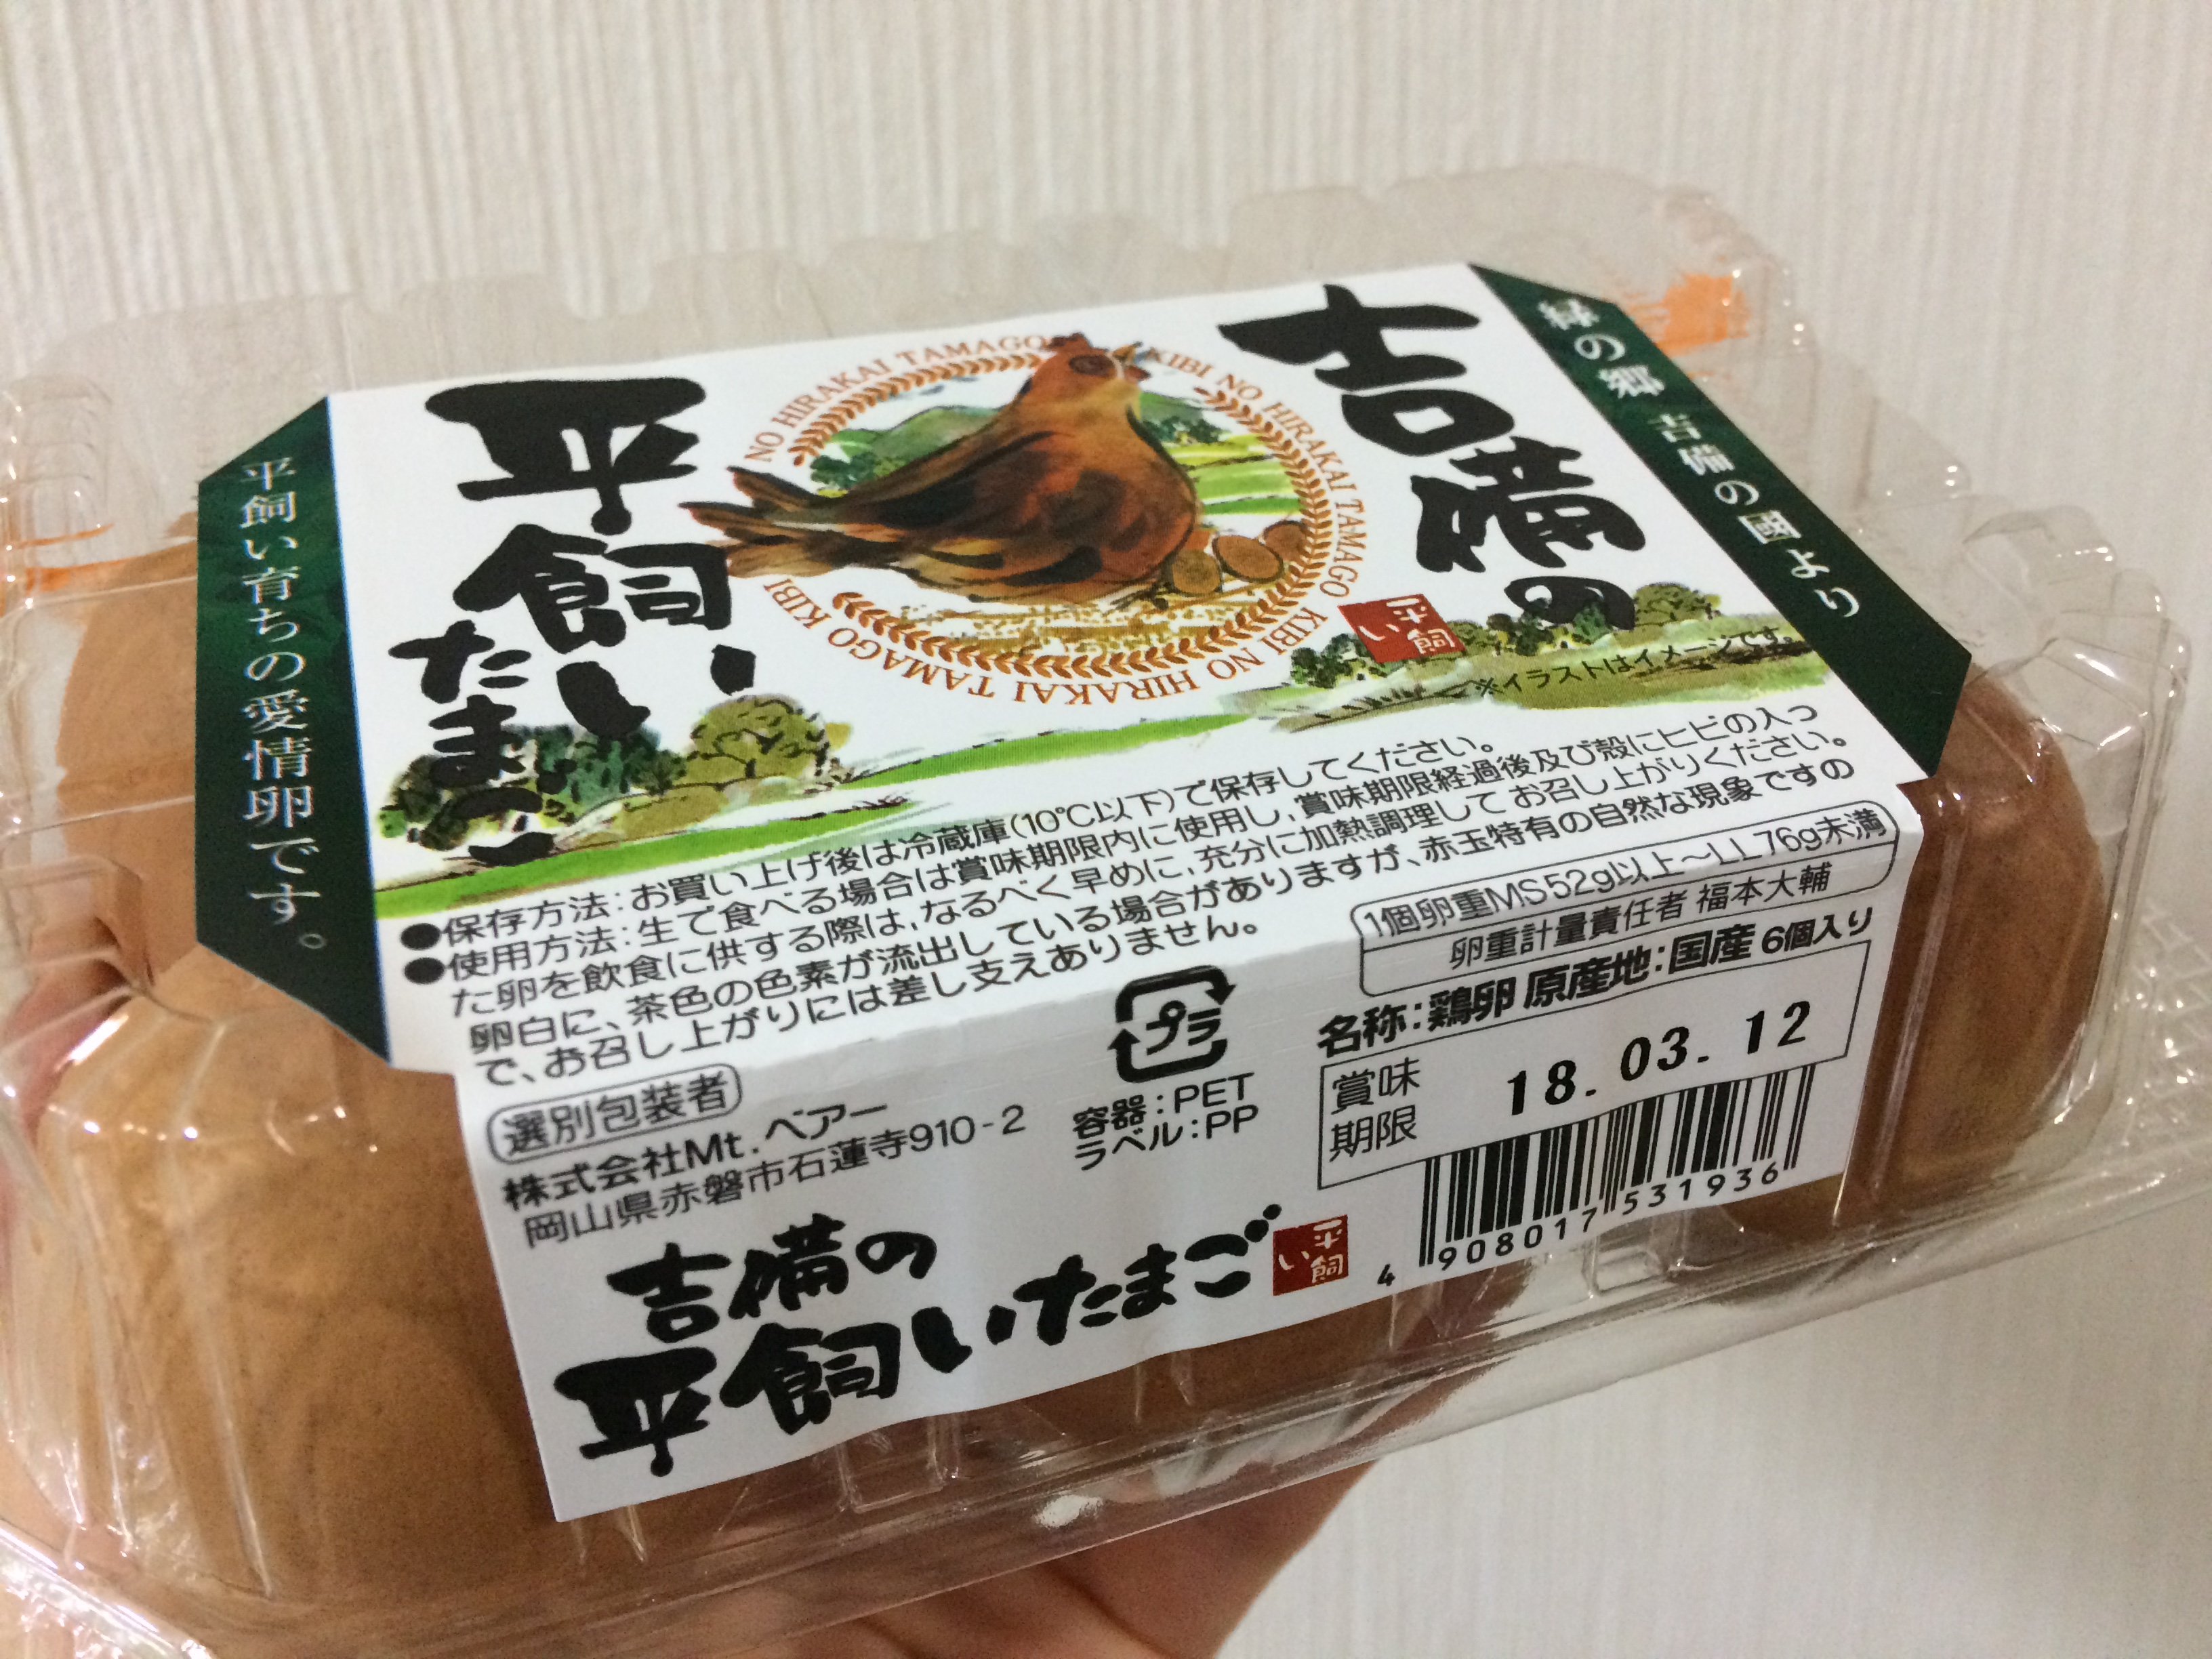 緑の郷 吉備の國より
吉備の
平飼い
たまご
平飼い育ちの愛情卵です。
KIBI NO HIRAKAI TAMAGO KIBI NO HIRAKAI TAMAGO KIBI NO HIRAKAI TAMAGO
平飼い
※イラストはイメージです。
●保存方法:お買い上げ後は冷蔵庫(10℃以下)で保存してください。
●使用方法:生で食べる場合は賞味期限内に使用し,賞味期限経過後及び殻にヒビの入っ
た卵を飲食に供する際は,なるべく早めに,充分に加熱調理して お召し上がりください。
卵白に、茶色の色素が流出している場合がありますが、赤玉特有の自然な現象ですの
で、お召し上がりには差し支えありません。
1個卵重MS52g以上〜LL76g未満
卵重計量責任者 福本大輔
名称:鶏卵 原産地:国産 6個入り
賞味
期限
18.03.12
プラ
容器:PET
ラベル:PP
選別包装者
株式会社Mt.ベアー
岡山県赤磐市石蓮寺910-2
吉備の
平飼いたまご
平飼い
4 908017 531936